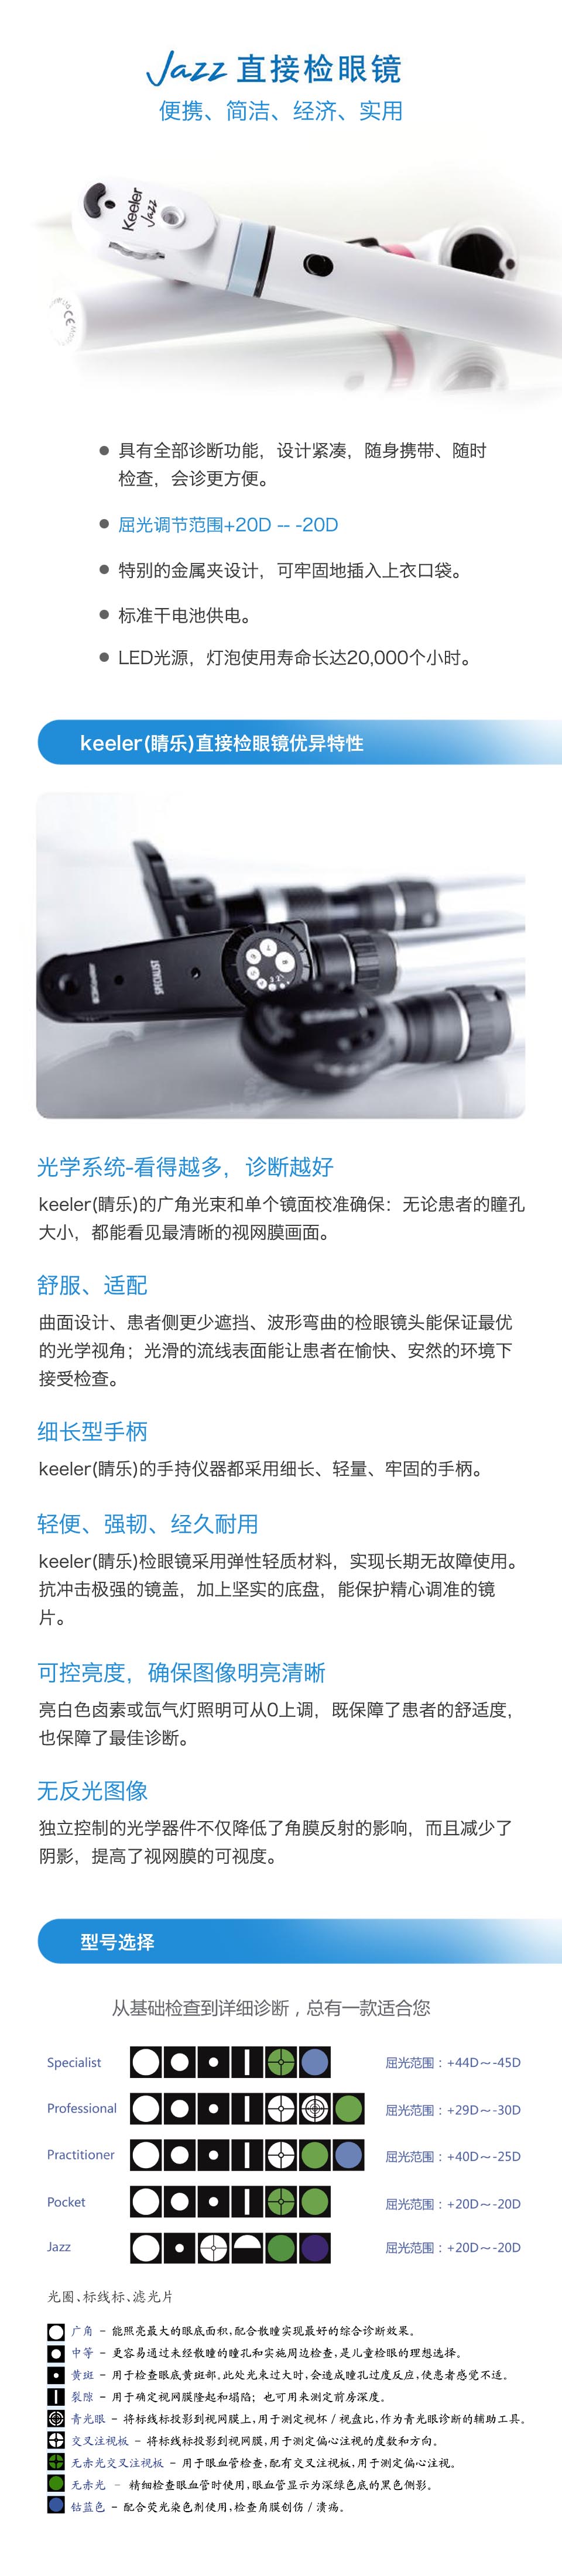 Jazz 直接检眼镜
便携、简洁、经济、实用
Keeler
Jazz
CE
具有全部诊断功能，设计紧凑，随身携带、随时
检查，会诊更方便。
屈光调节范围+20D -- -20D
特别的金属夹设计，可牢固地插入上衣口袋。
标准干电池供电。
LED光源，灯泡使用寿命长达20,000个小时。
keeler(晴乐)直接检眼镜优异特性
SPECIALIST
光学系统-看得越多，诊断越好
keeler(晴乐)的广角光束和单个镜面校准确保：无论患者的瞳孔
大小，都能看见最清晰的视网膜画面。
舒服、适配
曲面设计、患者侧更少遮挡、波形弯曲的检眼镜头能保证最优
的光学视角；光滑的流线表面能让患者在愉快、安然的环境下
接受检查。
细长型手柄
keeler(晴乐)的手持仪器都采用细长、轻量、牢固的手柄。
轻便、强韧、经久耐用
keeler(晴乐)检眼镜采用弹性轻质材料，实现长期无故障使用。
抗冲击极强的镜盖，加上坚实的底盘，能保护精心调准的镜
片。
可控亮度，确保图像明亮清晰
亮白色卤素或氙气灯照明可从0上调，既保障了患者的舒适度，
也保障了最佳诊断。
无反光图像
独立控制的光学器件不仅降低了角膜反射的影响，而且减少了
阴影，提高了视网膜的可视度。
型号选择
从基础检查到详细诊断，总有一款适合您
Specialist 屈光范围：+44D～-45D
Professional 屈光范围：+29D～-30D
Practitioner 屈光范围：+40D～-25D
Pocket 屈光范围：+20D～-20D
Jazz 屈光范围：+20D～-20D
光圈、标线标、滤光片
广角 - 能照亮最大的眼底面积，配合散瞳实现最好的综合诊断效果。
中等 - 更容易通过未经散瞳的瞳孔和实施周边检查，是儿童检眼的理想选择。
黄斑 - 用于检查眼底黄斑部。此处光束过大时，会造成瞳孔过度反应，使患者感觉不适。
裂隙 - 用于确定视网膜隆起和塌陷；也可用来测定前房深度。
青光眼 - 将标线标投影到视网膜上，用于测定视杯/视盘比，作为青光眼诊断的辅助工具。
交叉注视板 - 将标线标投影到视网膜，用于测定偏心注视的度数和方向。
无赤光交叉注视板 - 用于眼血管检查，配有交叉注视板，用于测定偏心注视。
无赤光 - 精细检查眼血管时使用，眼血管显示为深绿色底的黑色侧影。
钴蓝色 - 配合荧光染色剂使用，检查角膜创伤/溃疡。